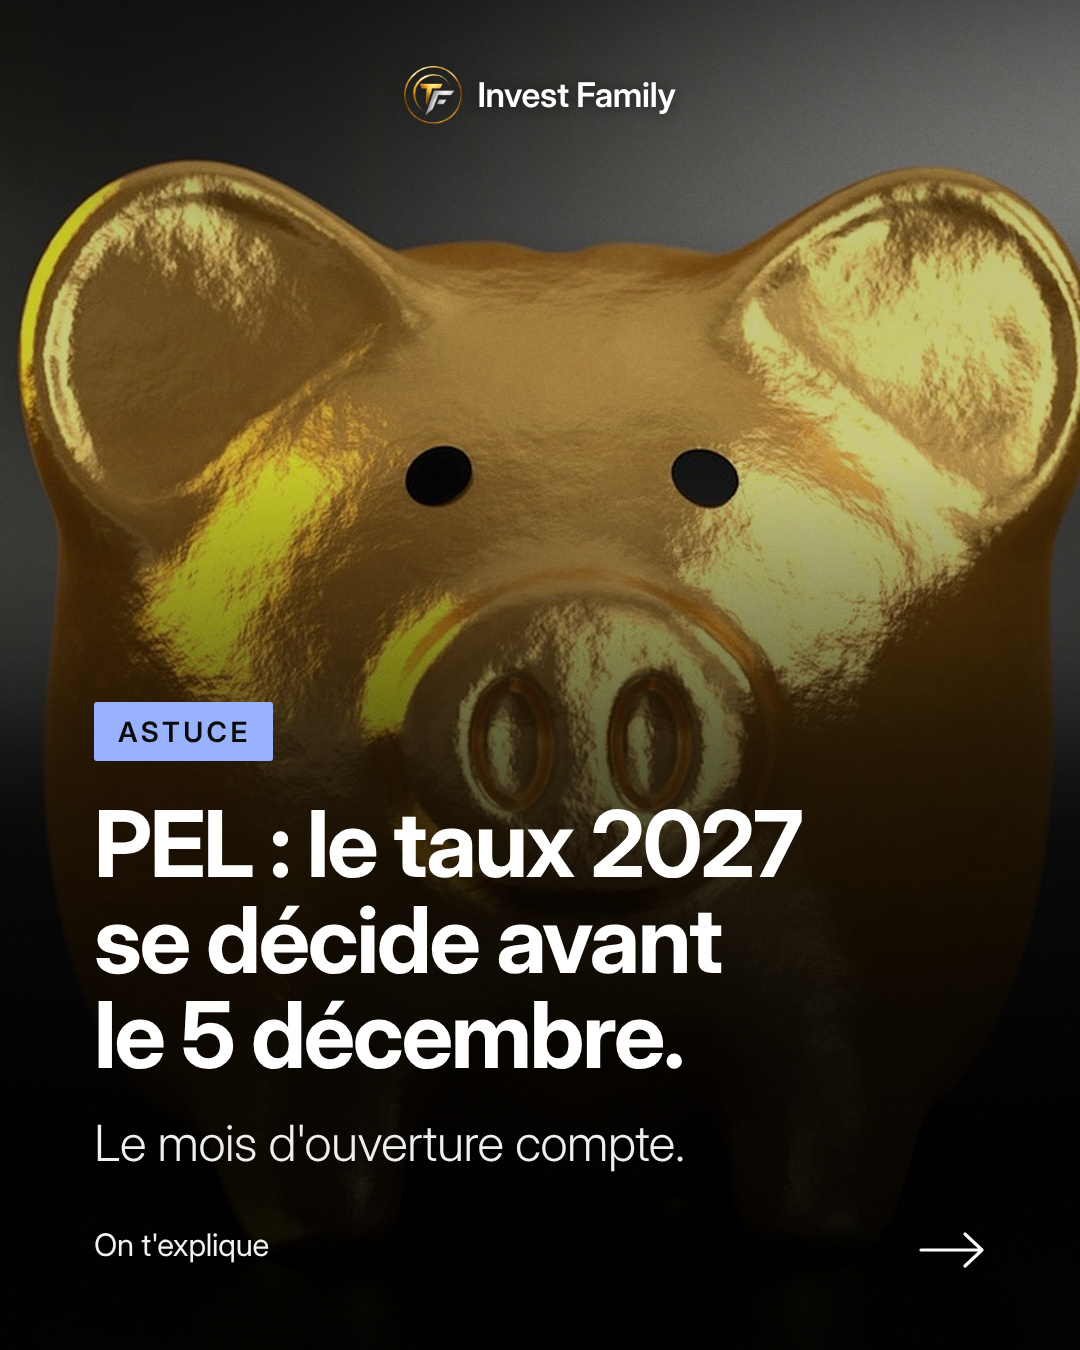 Invest Family
ASTUCE
PEL : le taux 2027
se décide avant
le 5 décembre.
Le mois d'ouverture compte.
On t'explique